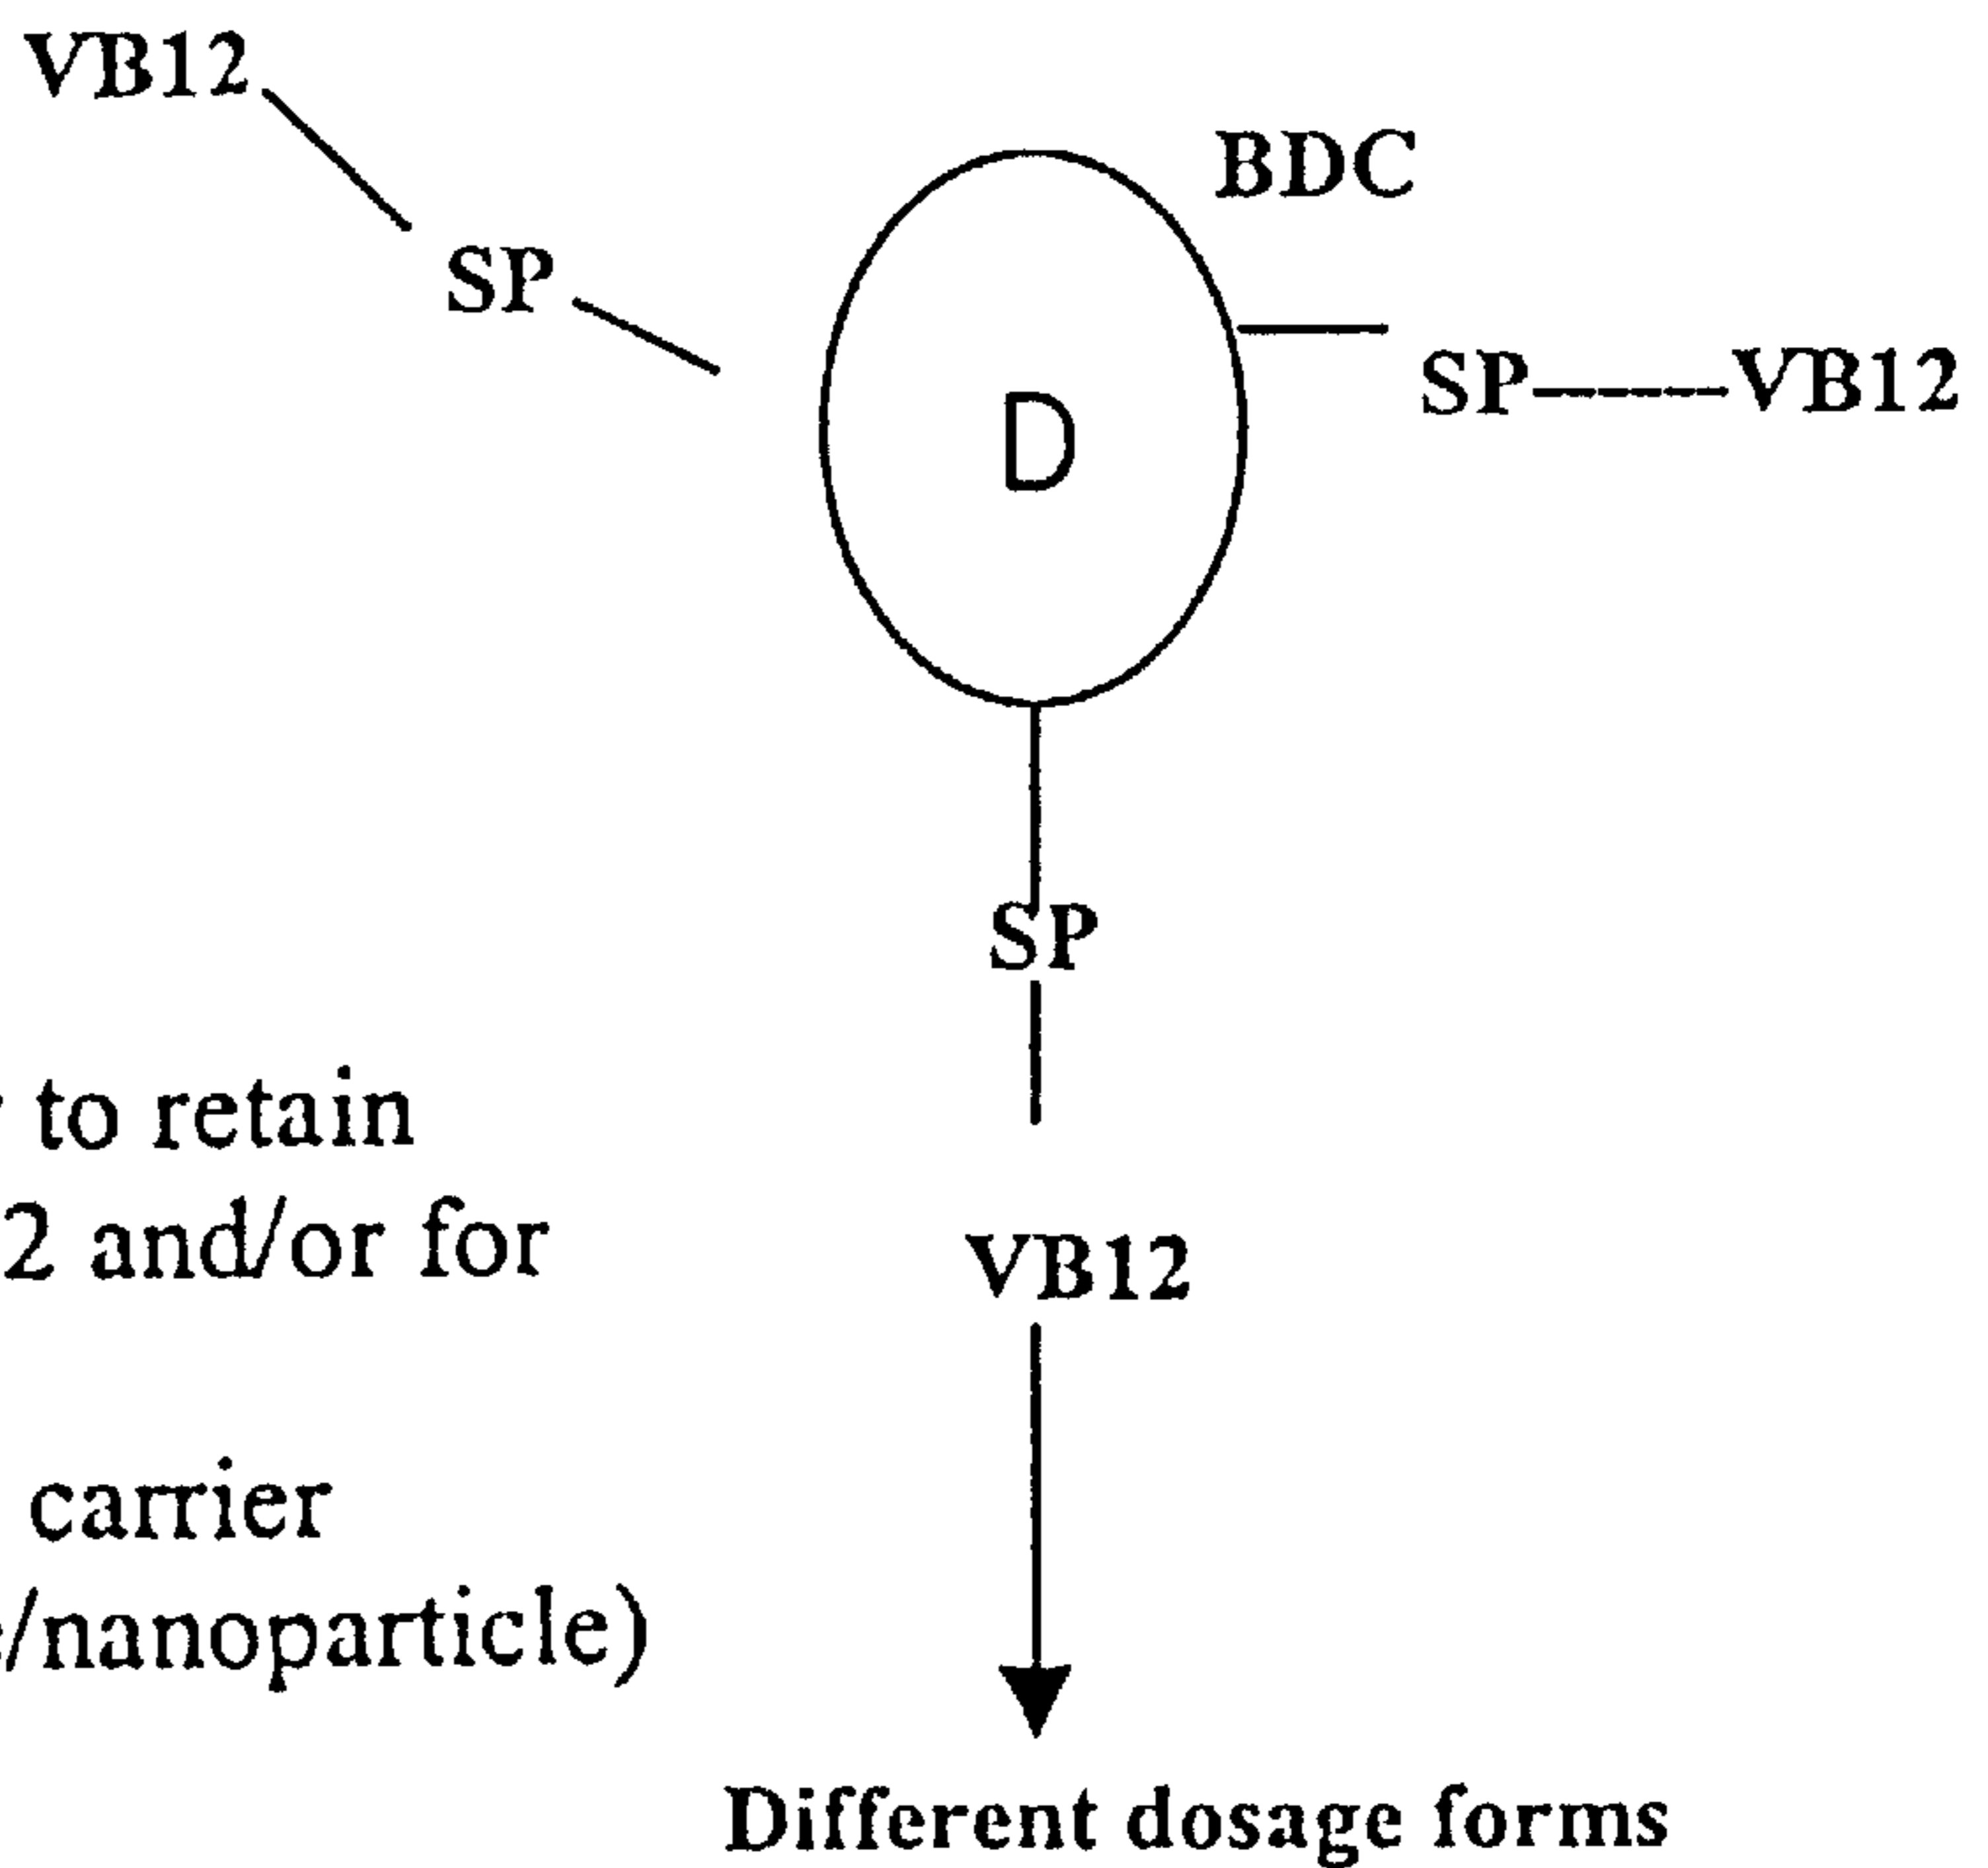 VB12
BDC
SP
SP VB12
D
SP
to retain
2 and/or for
VB12
carrier
/nanoparticle)
Different dosage forms